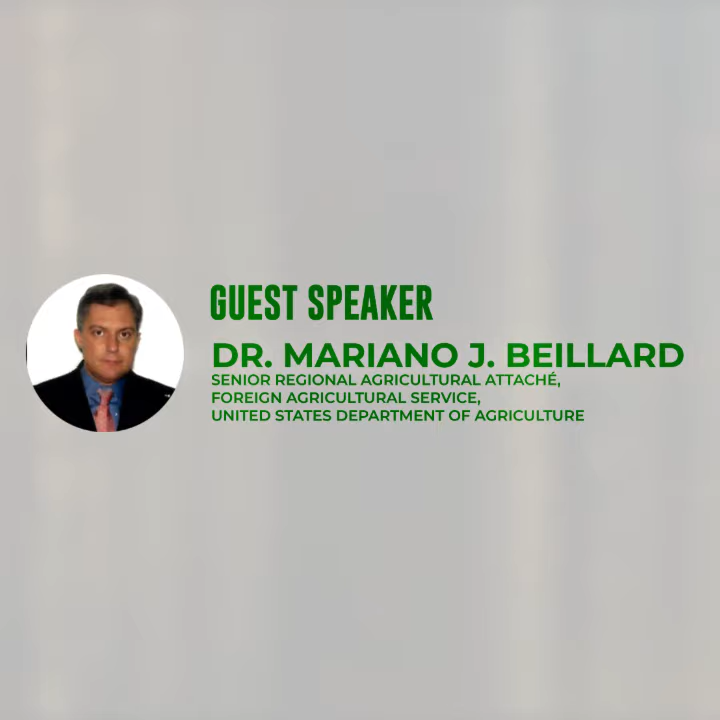 GUEST SPEAKER
DR. MARIANO J. BEILLARD
SENIOR REGIONAL AGRICULTURAL ATTACHÉ,
FOREIGN AGRICULTURAL SERVICE,
UNITED STATES DEPARTMENT OF AGRICULTURE